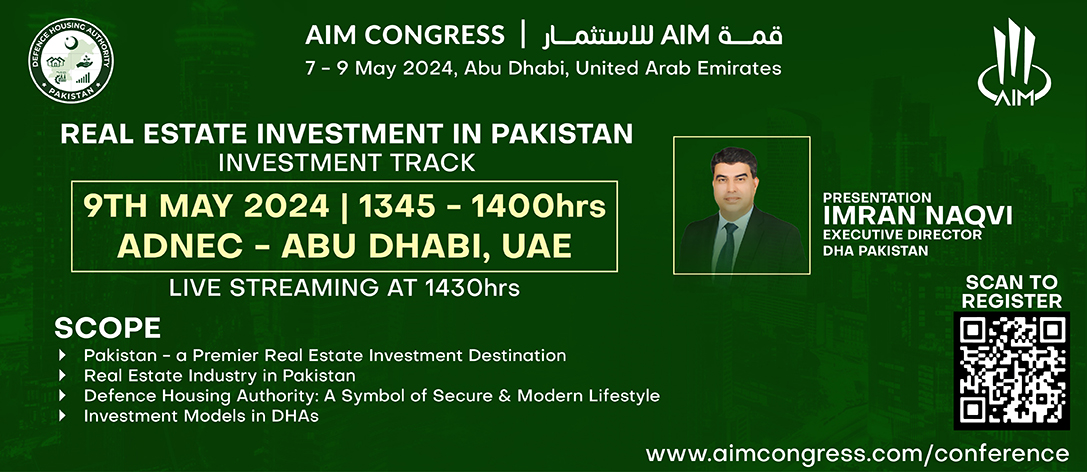 DEFENCE HOUSING AUTHORITY
PAKISTAN
AIM CONGRESS | قمــة AIM للاستثمــار
7 - 9 May 2024, Abu Dhabi, United Arab Emirates
AIM
REAL ESTATE INVESTMENT IN PAKISTAN
INVESTMENT TRACK
9TH MAY 2024 | 1345 - 1400hrs
ADNEC - ABU DHABI, UAE
LIVE STREAMING AT 1430hrs
PRESENTATION
IMRAN NAQVI
EXECUTIVE DIRECTOR
DHA PAKISTAN
SCOPE
Pakistan - a Premier Real Estate Investment Destination
Real Estate Industry in Pakistan
Defence Housing Authority: A Symbol of Secure & Modern Lifestyle
Investment Models in DHAs
SCAN TO
REGISTER
www.aimcongress.com/conference